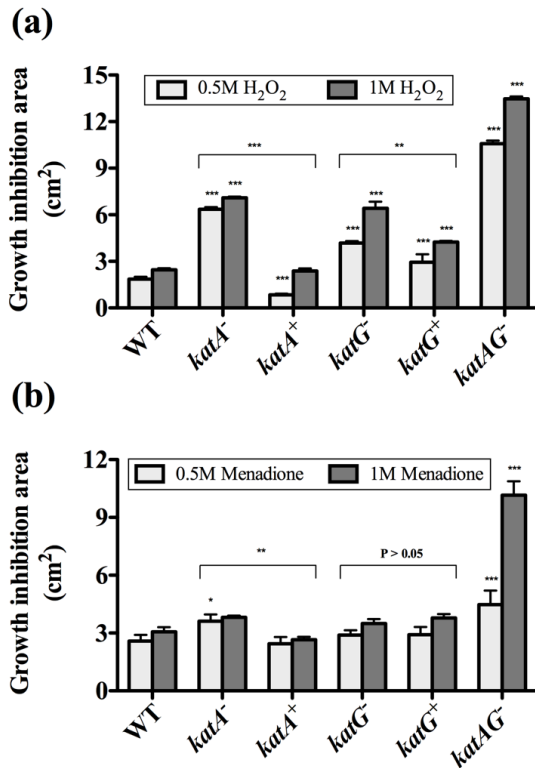 (a)
Growth inhibition area
(cm²)
15
12
9
6
3
0
0.5M H₂O₂
1M H₂O₂
***
**
*** ***
***
*** ***
*** ***
*** ***
WT
katA⁻
katA⁺
katG⁻
katG⁺
katAG⁻
(b)
Growth inhibition area
(cm²)
12
9
6
3
0
0.5M Menadione
1M Menadione
**
P > 0.05
*
*** ***
WT
katA⁻
katA⁺
katG⁻
katG⁺
katAG⁻